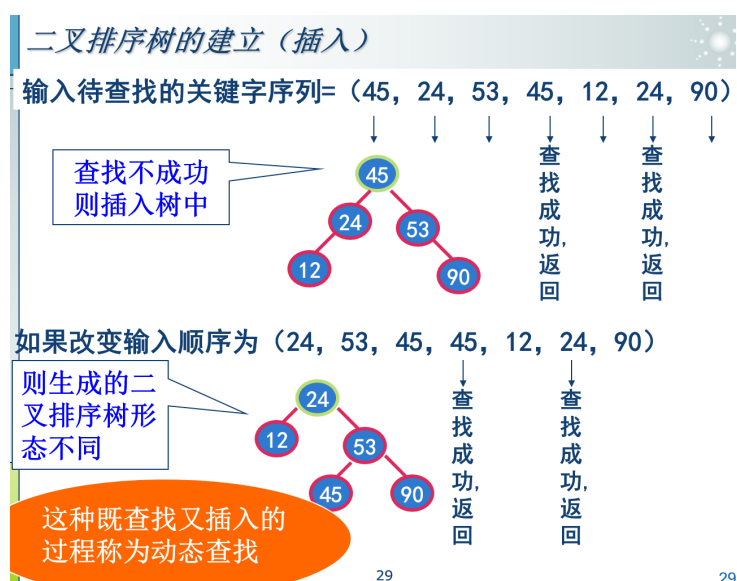 二叉排序树的建立（插入）
输入待查找的关键字序列=（45，24，53，45，12，24，90）
查找不成功
则插入树中
45
24
53
12
90
查找成功,返回
查找成功,返回
如果改变输入顺序为（24，53，45，45，12，24，90）
则生成的二
叉排序树形
态不同
24
12
53
45
90
查找成功,返回
查找成功,返回
这种既查找又插入的
过程称为动态查找
29
29